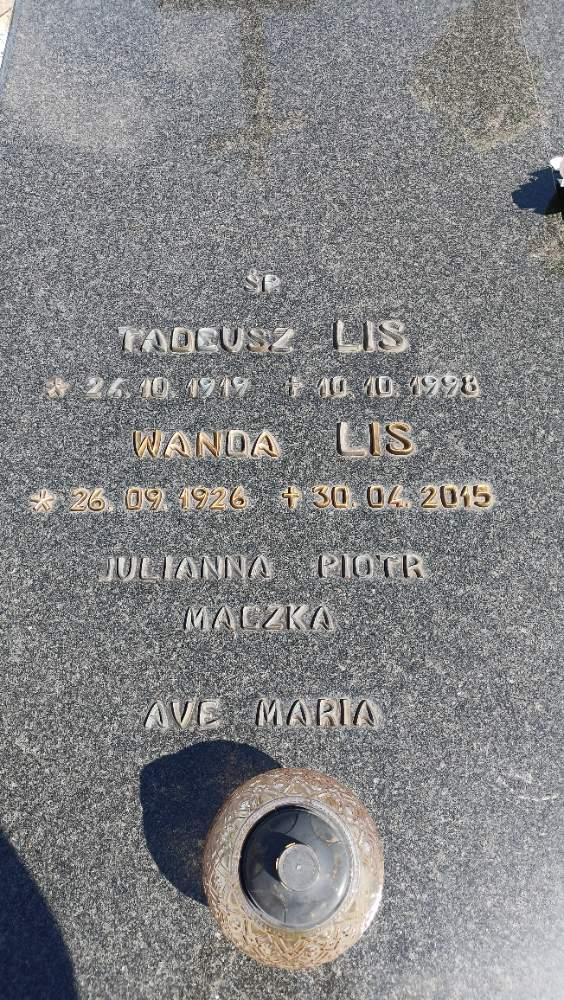 ŚP.
TADEUSZ LIS
* 24.10.1919 † 10.10.1998
WANDA LIS
* 26.09.1926 † 30.04.2015
JULIANNA PIOTR
MĄCZKA
AVE MARIA